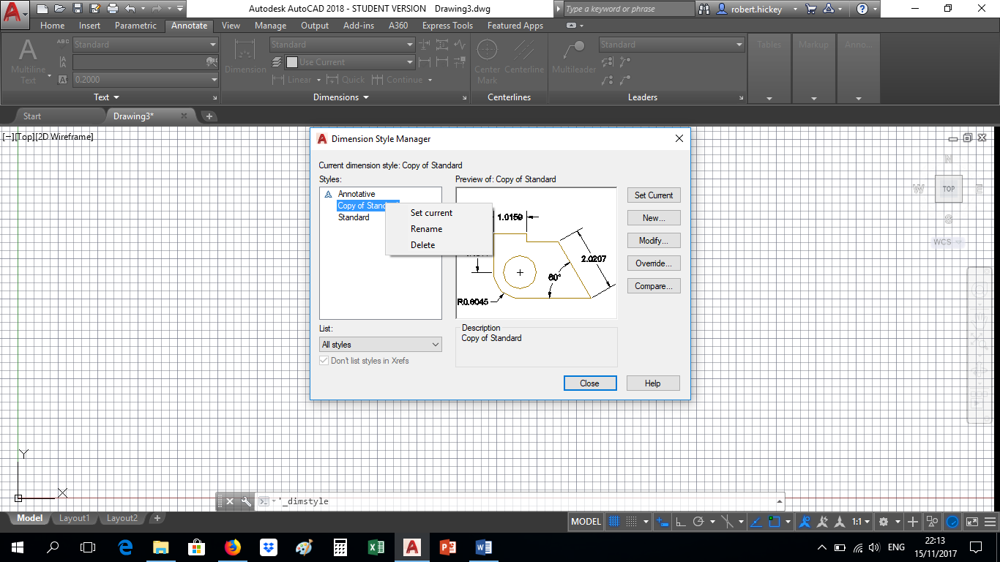 Autodesk AutoCAD 2018 - STUDENT VERSION Drawing3.dwg
Type a keyword or phrase
robert.hickey
Home Insert Parametric Annotate View Manage Output Add-ins A360 Express Tools Featured Apps
A ABC Standard
Multiline
Text
0.2000
Text
Dimension
Standard
Use Current
Linear Quick Continue
Dimensions
Center
Mark
Centerline
Centerlines
Multileader
Standard
Leaders
Tables
Markup
Anno...
Start
Drawing3*
[−][Top][2D Wireframe]
Dimension Style Manager
Current dimension style: Copy of Standard
Styles:
Annotative
Copy of Stan
Standard
Set current
Rename
Delete
Preview of: Copy of Standard
1.0159
2.0207
60°
R0.8045
Set Current
New...
Modify...
Override...
Compare...
List:
All styles
Don't list styles in Xrefs
Description
Copy of Standard
Close
Help
N
W TOP E
S
WCS
Y
X
'_dimstyle
Model Layout1 Layout2
MODEL
1:1
ENG
22:13
15/11/2017